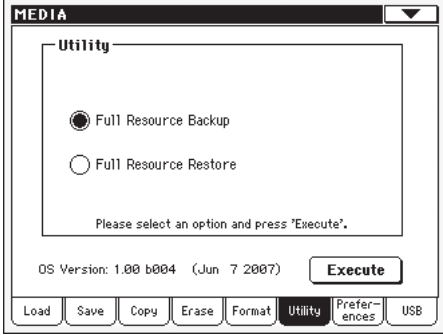 MEDIA
Utility
Full Resource Backup
Full Resource Restore
Please select an option and press 'Execute'.
OS Version: 1.00 b004 (Jun 7 2007)
Execute
Load Save Copy Erase Format Utility Prefer-
ences USB